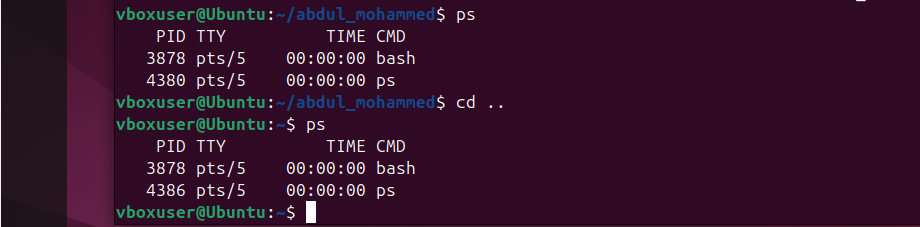 vboxuser@Ubuntu:~/abdul_mohammed$ ps
    PID TTY          TIME CMD
   3878 pts/5    00:00:00 bash
   4380 pts/5    00:00:00 ps
vboxuser@Ubuntu:~/abdul_mohammed$ cd ..
vboxuser@Ubuntu:~$ ps
    PID TTY          TIME CMD
   3878 pts/5    00:00:00 bash
   4386 pts/5    00:00:00 ps
vboxuser@Ubuntu:~$